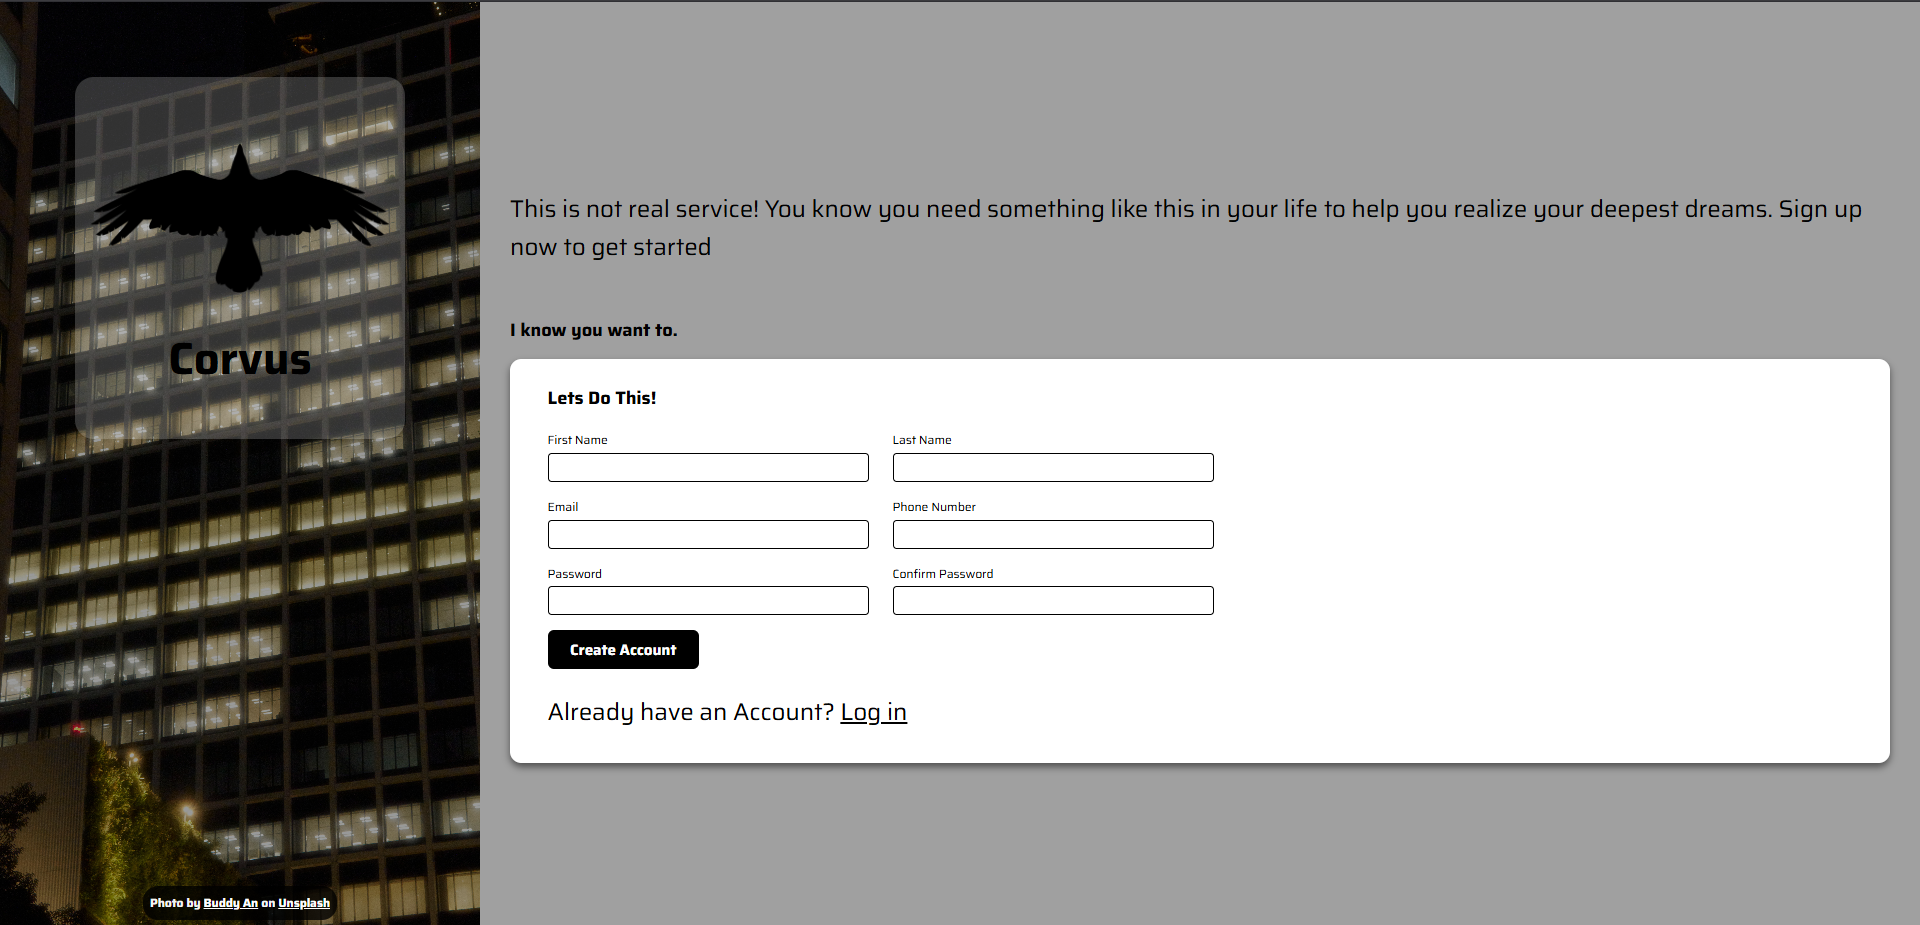 Corvus
Photo by Buddy An on Unsplash
This is not real service! You know you need something like this in your life to help you realize your deepest dreams. Sign up
now to get started
I know you want to.
Lets Do This!
First Name
Last Name
Email
Phone Number
Password
Confirm Password
Create Account
Already have an Account? Log in